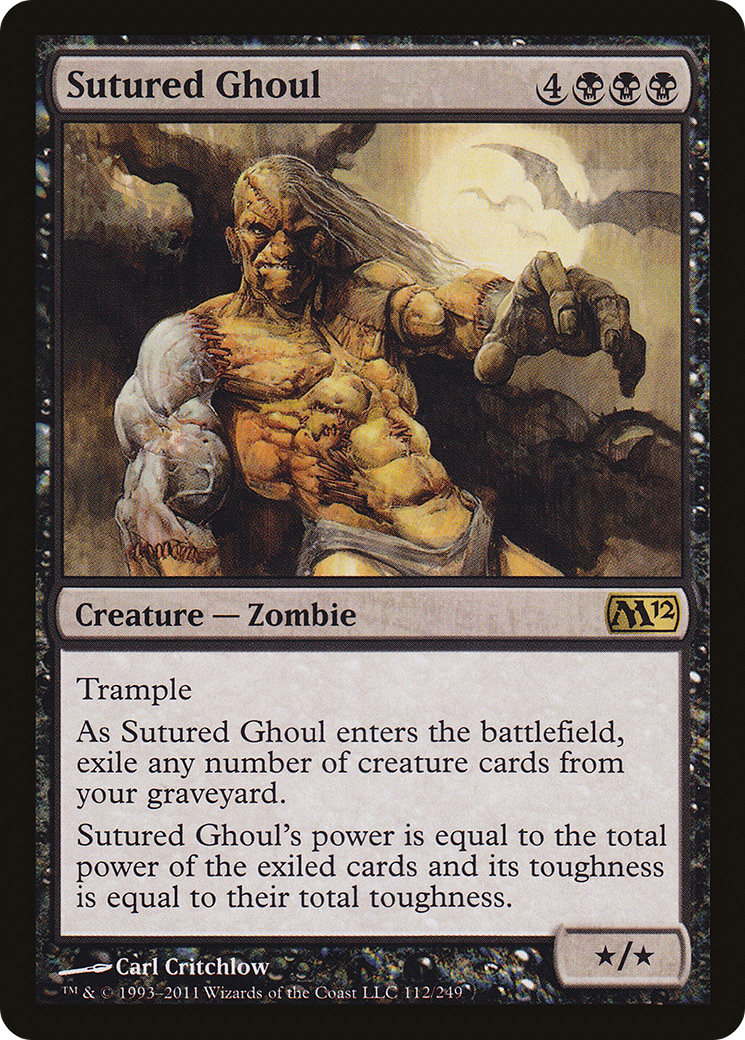 Sutured Ghoul 4
Creature — Zombie M12
Trample
As Sutured Ghoul enters the battlefield,
exile any number of creature cards from
your graveyard.
Sutured Ghoul's power is equal to the total
power of the exiled cards and its toughness
is equal to their total toughness.
★/★
Carl Critchlow
™ & © 1993–2011 Wizards of the Coast LLC 112/249